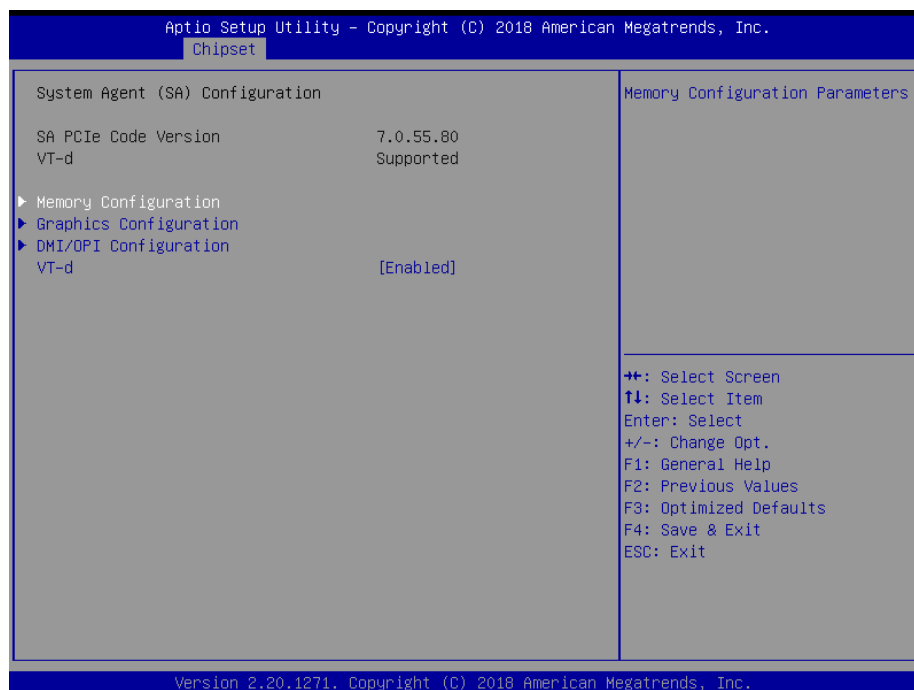 Aptio Setup Utility – Copyright (C) 2018 American Megatrends, Inc.
Chipset
System Agent (SA) Configuration
SA PCIe Code Version 7.0.55.80
VT-d Supported
Memory Configuration
Graphics Configuration
DMI/OPI Configuration
VT-d [Enabled]
Memory Configuration Parameters
→←: Select Screen
↑↓: Select Item
Enter: Select
+/-: Change Opt.
F1: General Help
F2: Previous Values
F3: Optimized Defaults
F4: Save & Exit
ESC: Exit
Version 2.20.1271. Copyright (C) 2018 American Megatrends, Inc.